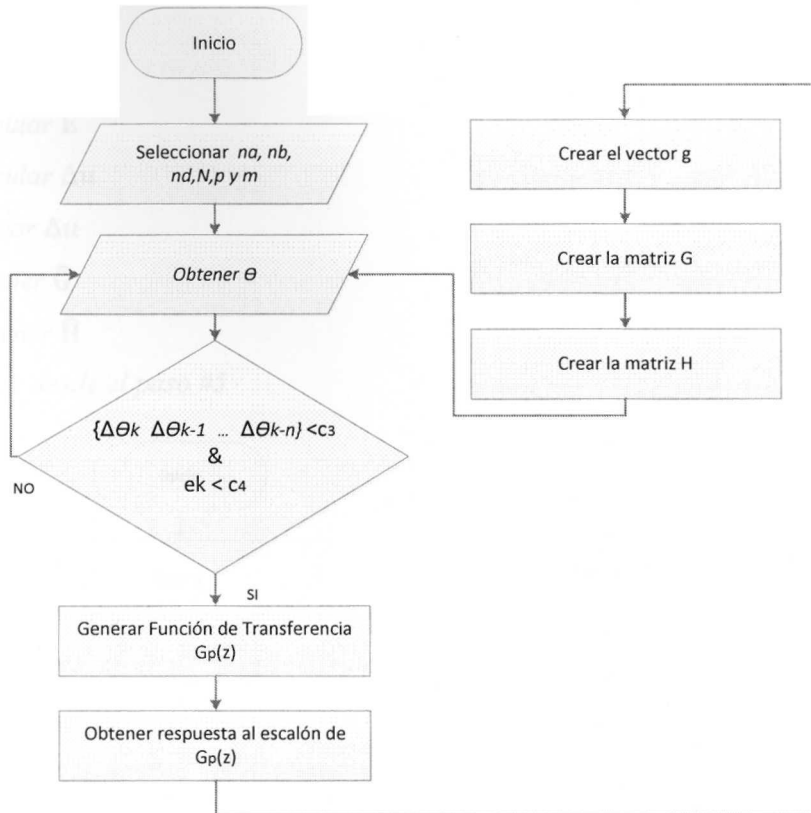 Inicio
Seleccionar na, nb,
nd,N,p y m
Obtener Θ
{ΔΘk ΔΘk-1 ... ΔΘk-n} <c3
&
ek < c4
NO
SI
Generar Función de Transferencia
Gp(z)
Obtener respuesta al escalón de
Gp(z)
Crear el vector g
Crear la matriz G
Crear la matriz H